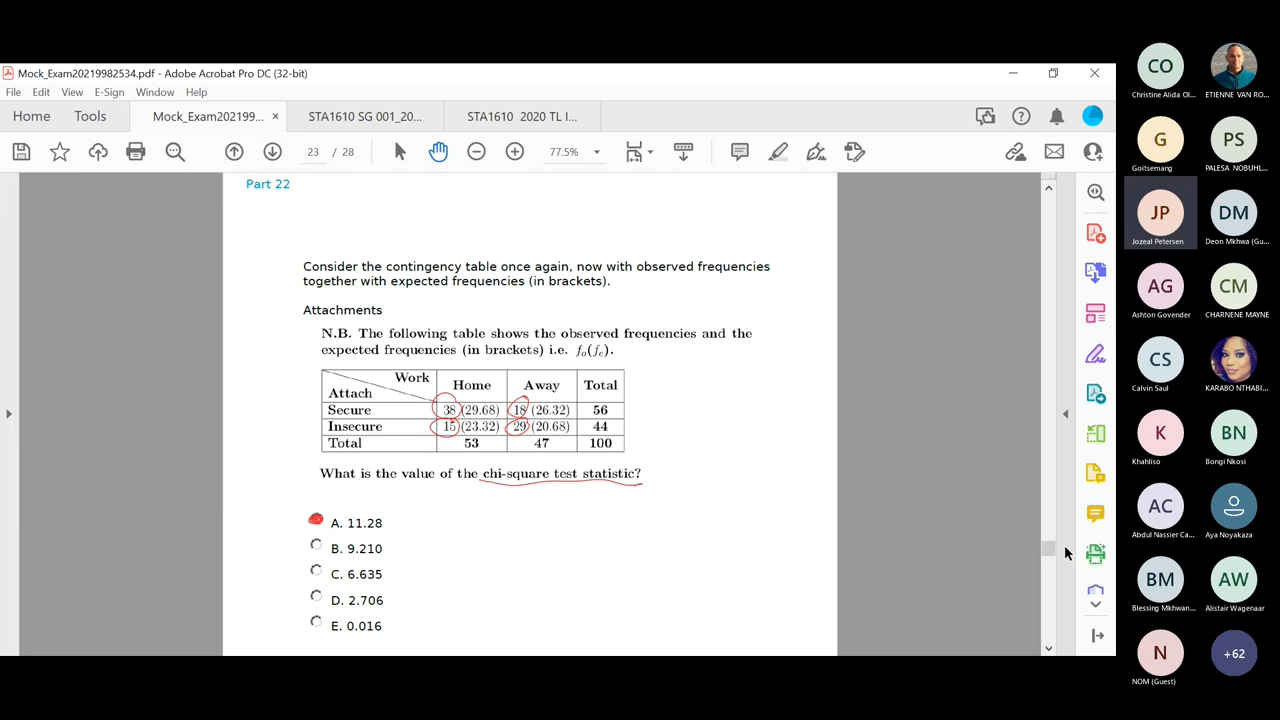 Mock_Exam20219982534.pdf - Adobe Acrobat Pro DC (32-bit)
File Edit View E-Sign Window Help
Home Tools Mock_Exam202199... × STA1610 SG 001_20... STA1610 2020 TL I...
23 / 28 77.5%
Part 22
Consider the contingency table once again, now with observed frequencies
together with expected frequencies (in brackets).
Attachments
N.B. The following table shows the observed frequencies and the
expected frequencies (in brackets) i.e. fₒ(fₑ).
Work Home Away Total
Attach
Secure 38 (29.68) 18 (26.32) 56
Insecure 15 (23.32) 29 (20.68) 44
Total 53 47 100
What is the value of the chi-square test statistic?
A. 11.28
B. 9.210
C. 6.635
D. 2.706
E. 0.016
CO
Christine Alida Ol... ETIENNE VAN RO...
G PS
Goitsemang PALESA NOBUHL...
JP DM
Jozeal Petersen Deon Mkhwa (Gu...
AG CM
Ashton Govender CHARNENE MAYNE
CS
Calvin Saul KARABO NTHABI...
K BN
Khahliso Bongi Nkosi
AC
Abdul Nassier Ca... Aya Noyakaza
BM AW
Blessing Mkhwan... Alistair Wagenaar
N +62
NOM (Guest)